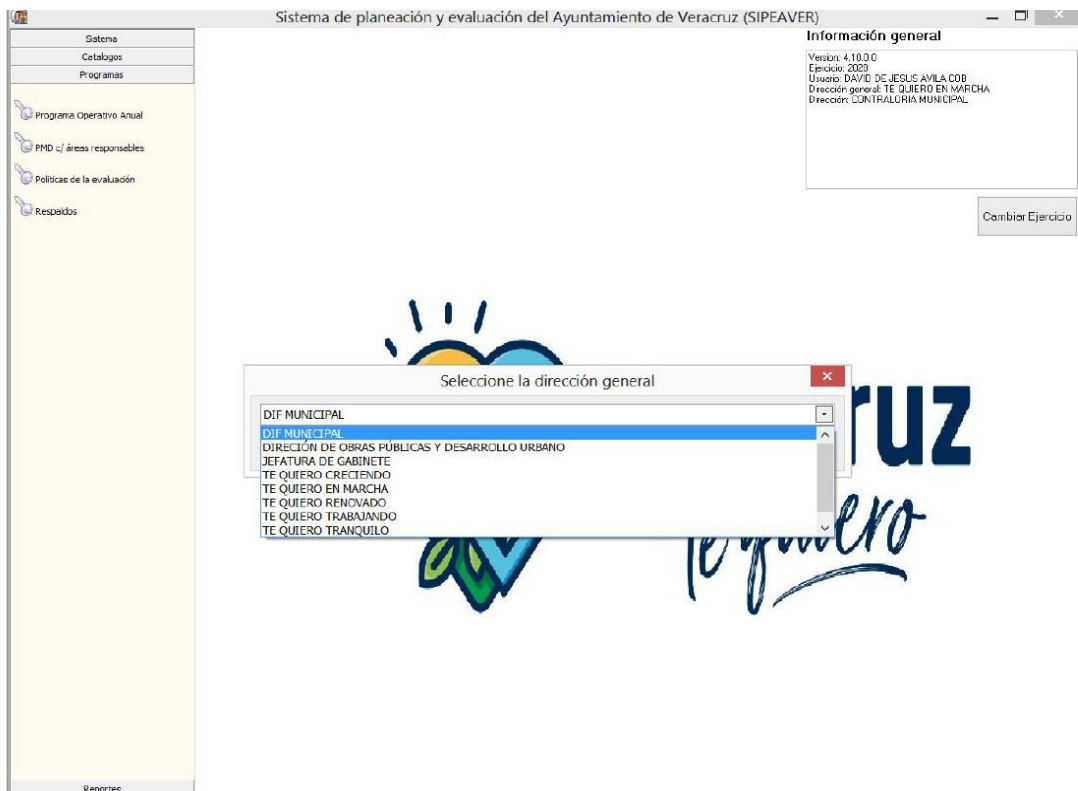 Sistema de planeación y evaluación del Ayuntamiento de Veracruz (SIPEAVER)
Sistema
Catalogos
Programas
Programa Operativo Anual
PMD c/ áreas responsables
Políticas de la evaluación
Respaldos
Reportes
Información general
Version: 4.10.0.0
Ejercicio: 2020
Usuario: DAVID DE JESUS AVILA COB
Dirección general: TE QUIERO EN MARCHA
Dirección: CONTRALORIA MUNICIPAL
Cambiar Ejercicio
Seleccione la dirección general
DIF MUNICIPAL
DIF MUNICIPAL
DIRECIÓN DE OBRAS PÚBLICAS Y DESARROLLO URBANO
JEFATURA DE GABINETE
TE QUIERO CRECIENDO
TE QUIERO EN MARCHA
TE QUIERO RENOVADO
TE QUIERO TRABAJANDO
TE QUIERO TRANQUILO
ruz